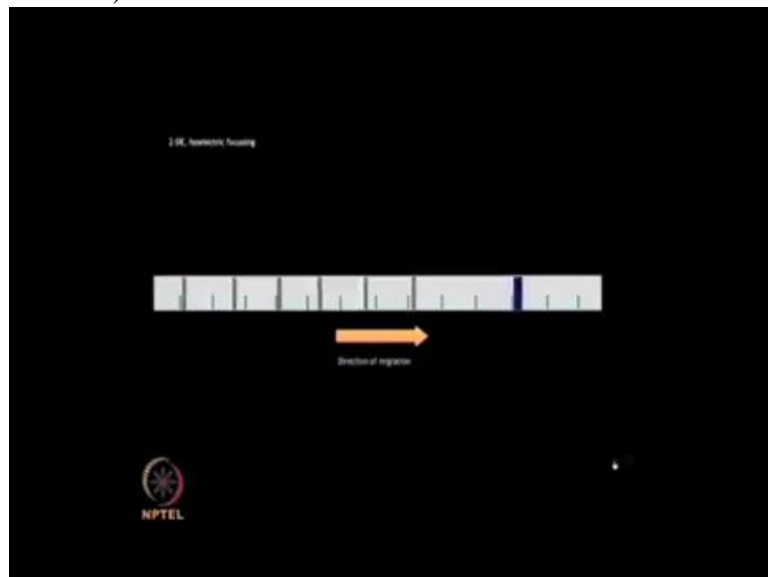 2-DE, Isoelectric focusing
Direction of migration
NPTEL